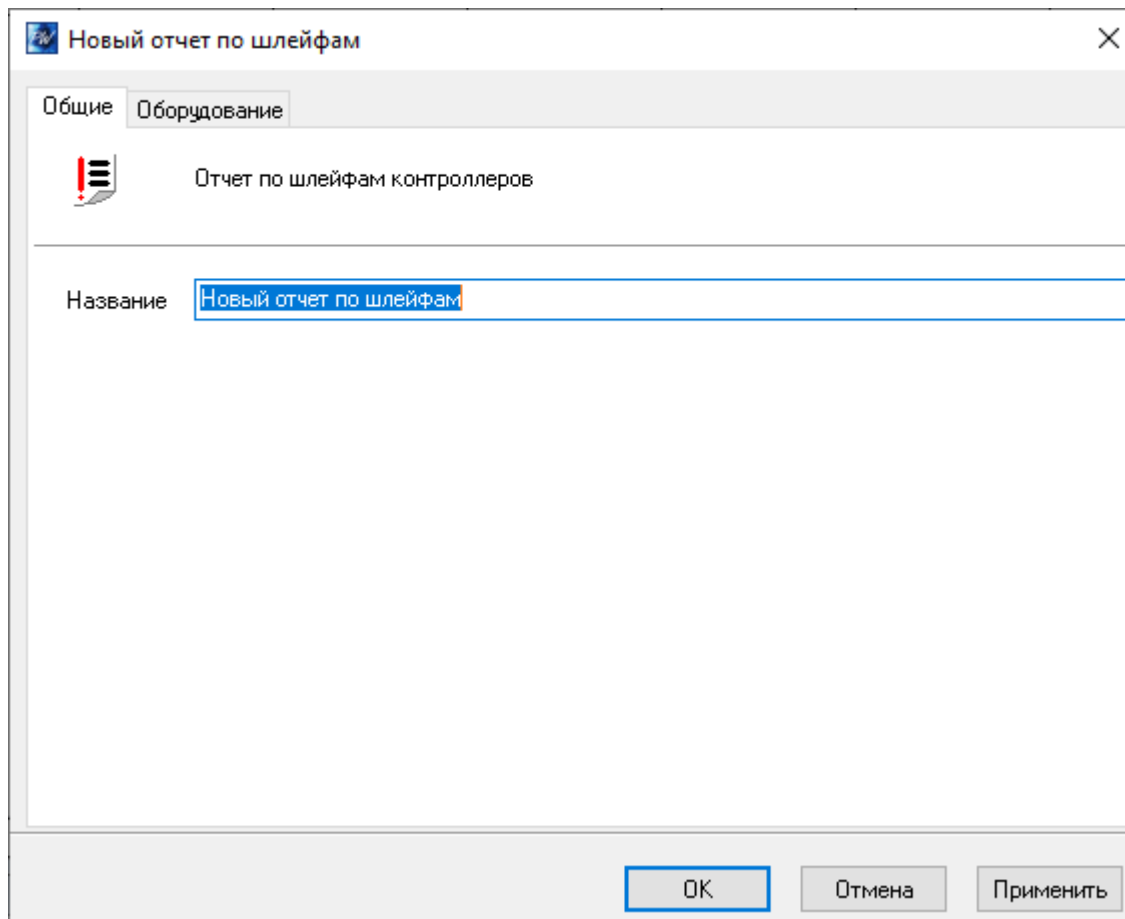 Новый отчет по шлейфам
Общие
Оборудование
Отчет по шлейфам контроллеров
Название
Новый отчет по шлейфам
OK
Отмена
Применить